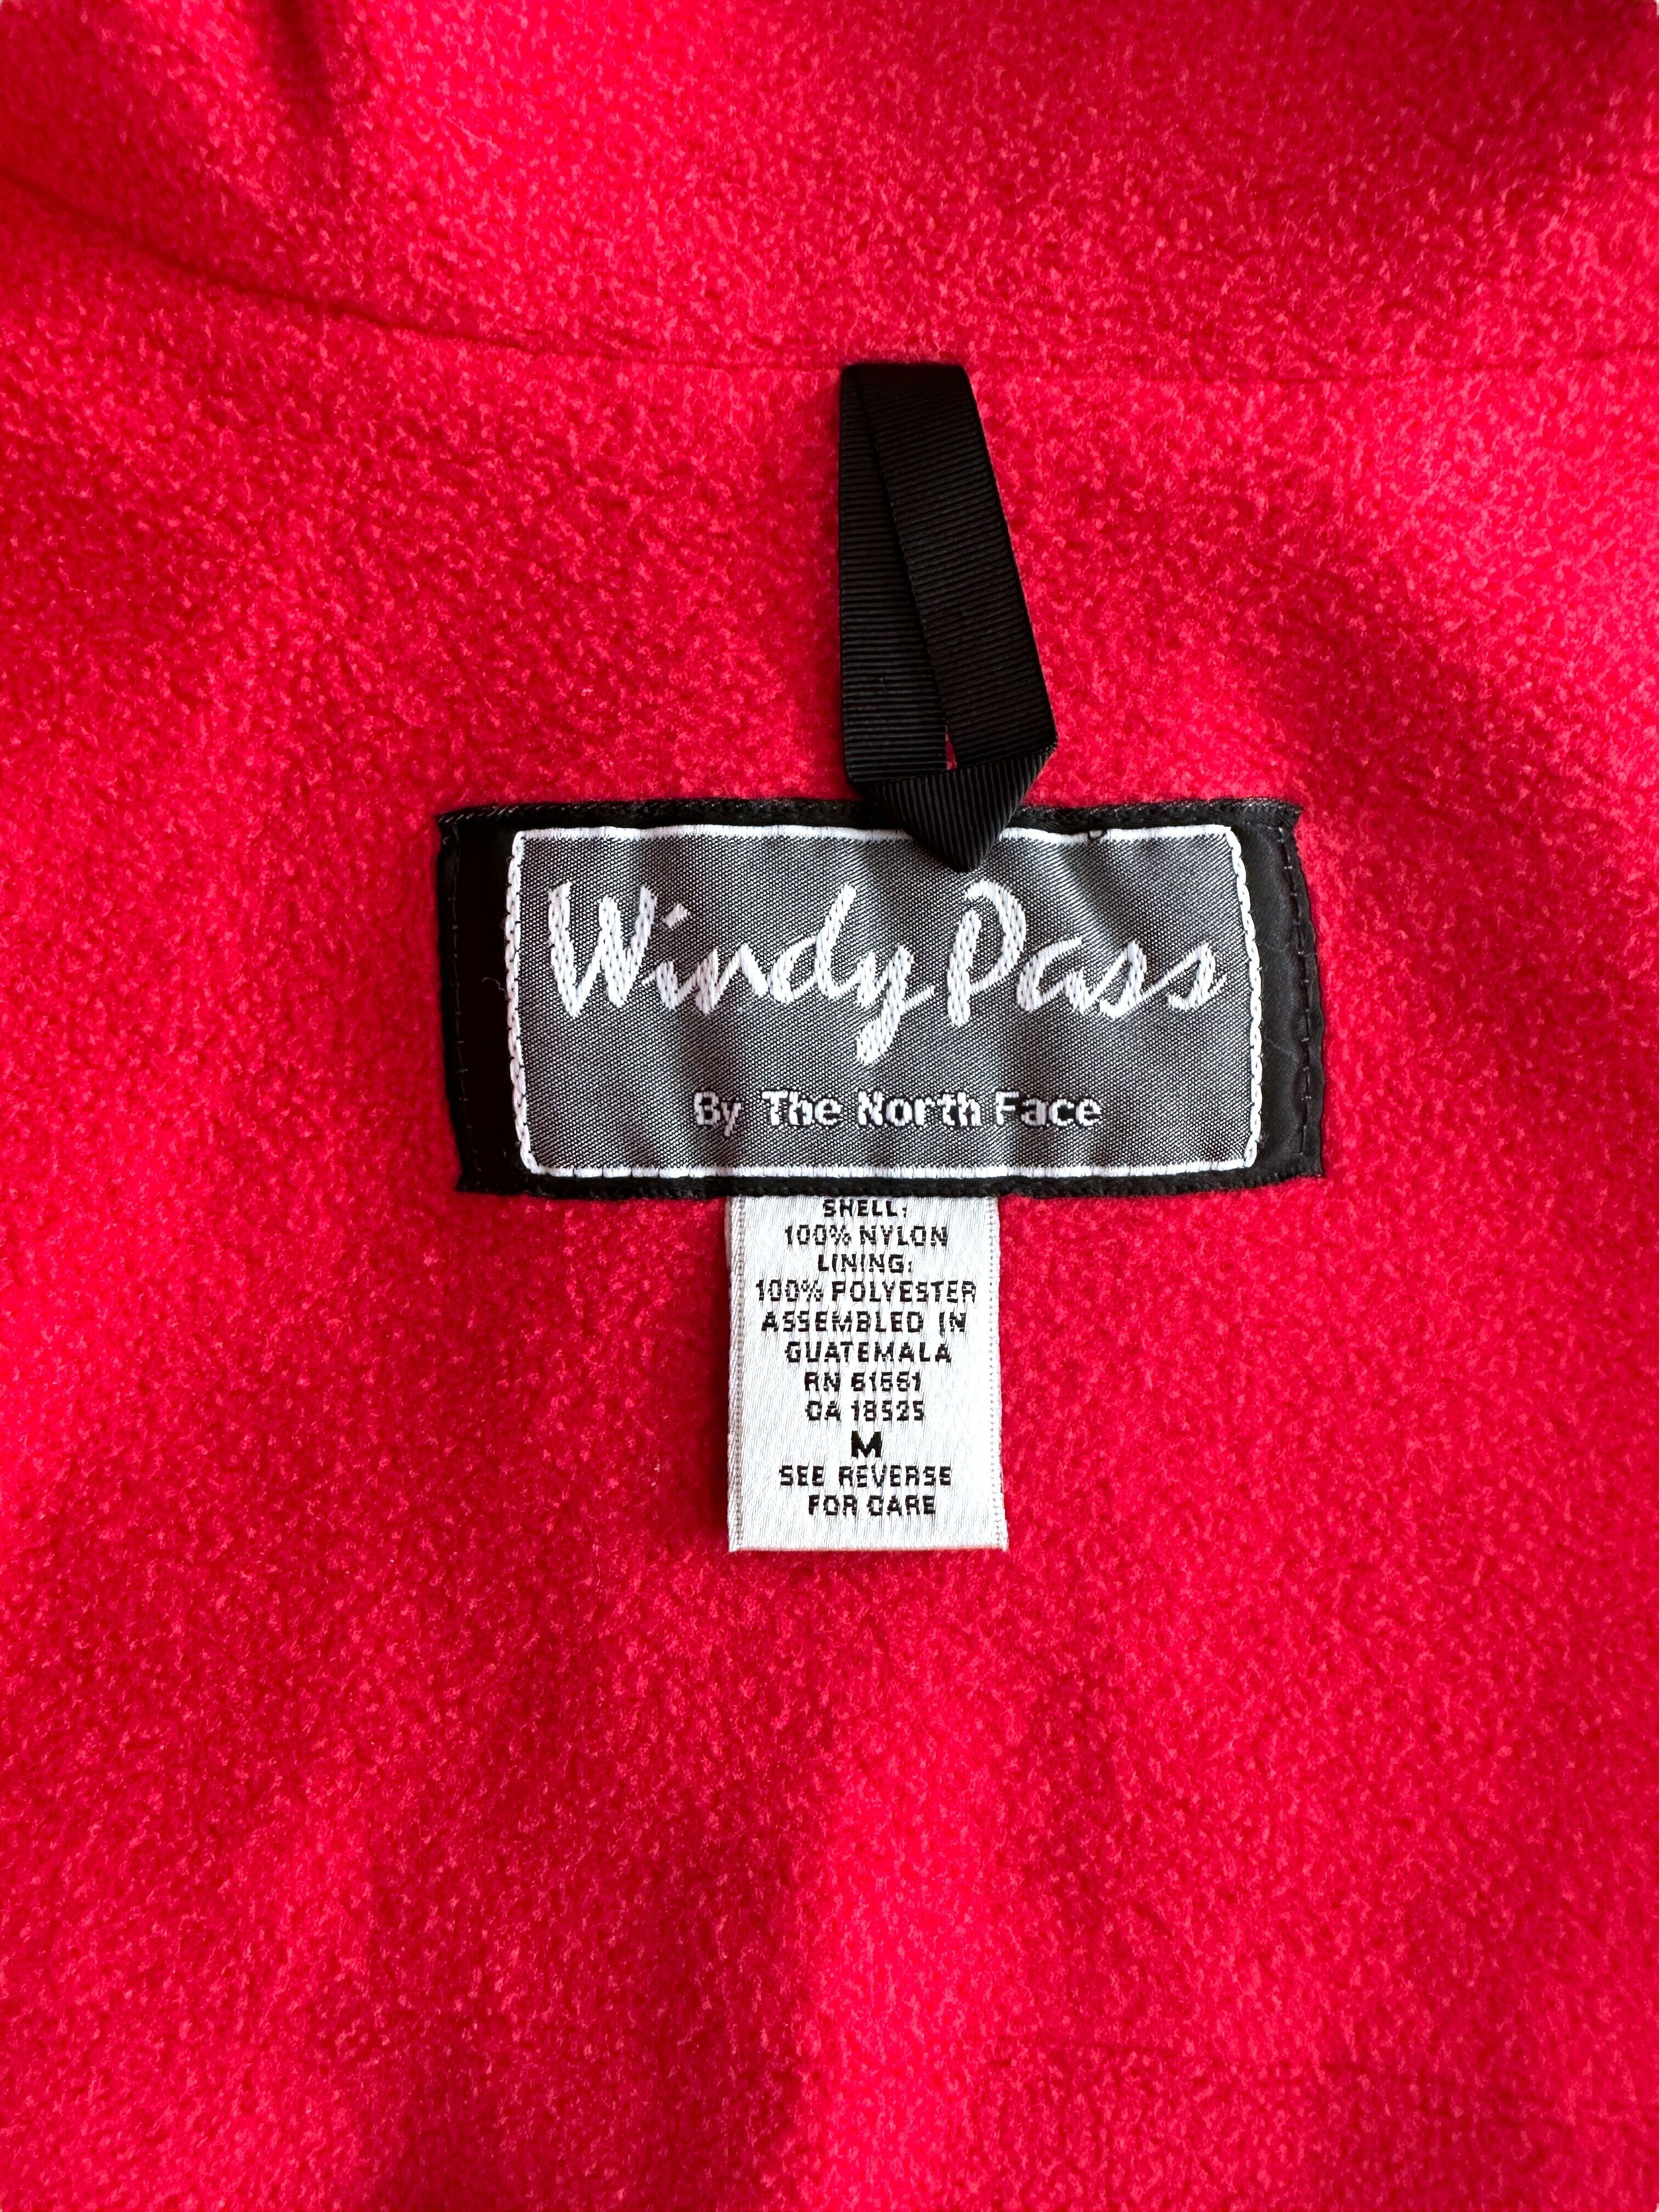 Windy Pass
By The North Face
SHELL:
100% NYLON
LINING:
100% POLYESTER
ASSEMBLED IN
GUATEMALA
RN 61661
CA 18525
M
SEE REVERSE
FOR CARE